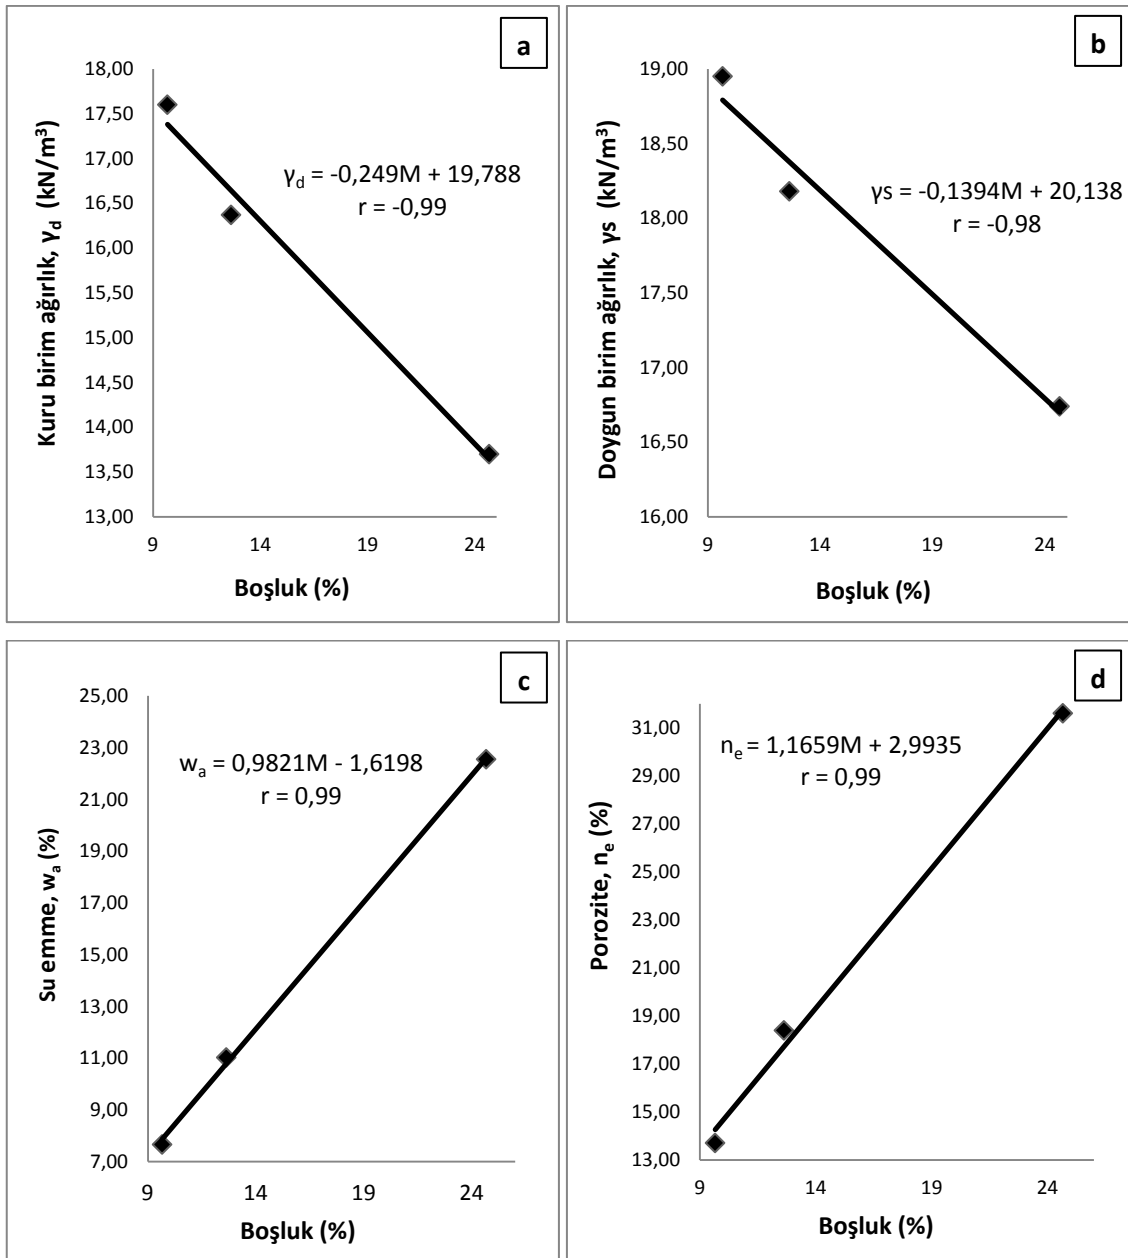 a
18,00
17,50
17,00
16,50
16,00
15,50
15,00
14,50
14,00
13,50
13,00
Kuru birim ağırlık, γd (kN/m³)
γd = -0,249M + 19,788
r = -0,99
9 14 19 24
Boşluk (%)
b
19,00
18,50
18,00
17,50
17,00
16,50
16,00
Doygun birim ağırlık, γs (kN/m³)
γs = -0,1394M + 20,138
r = -0,98
9 14 19 24
Boşluk (%)
c
25,00
23,00
21,00
19,00
17,00
15,00
13,00
11,00
9,00
7,00
Su emme, wa (%)
wa = 0,9821M - 1,6198
r = 0,99
9 14 19 24
Boşluk (%)
d
31,00
29,00
27,00
25,00
23,00
21,00
19,00
17,00
15,00
13,00
Porozite, ne (%)
ne = 1,1659M + 2,9935
r = 0,99
9 14 19 24
Boşluk (%)